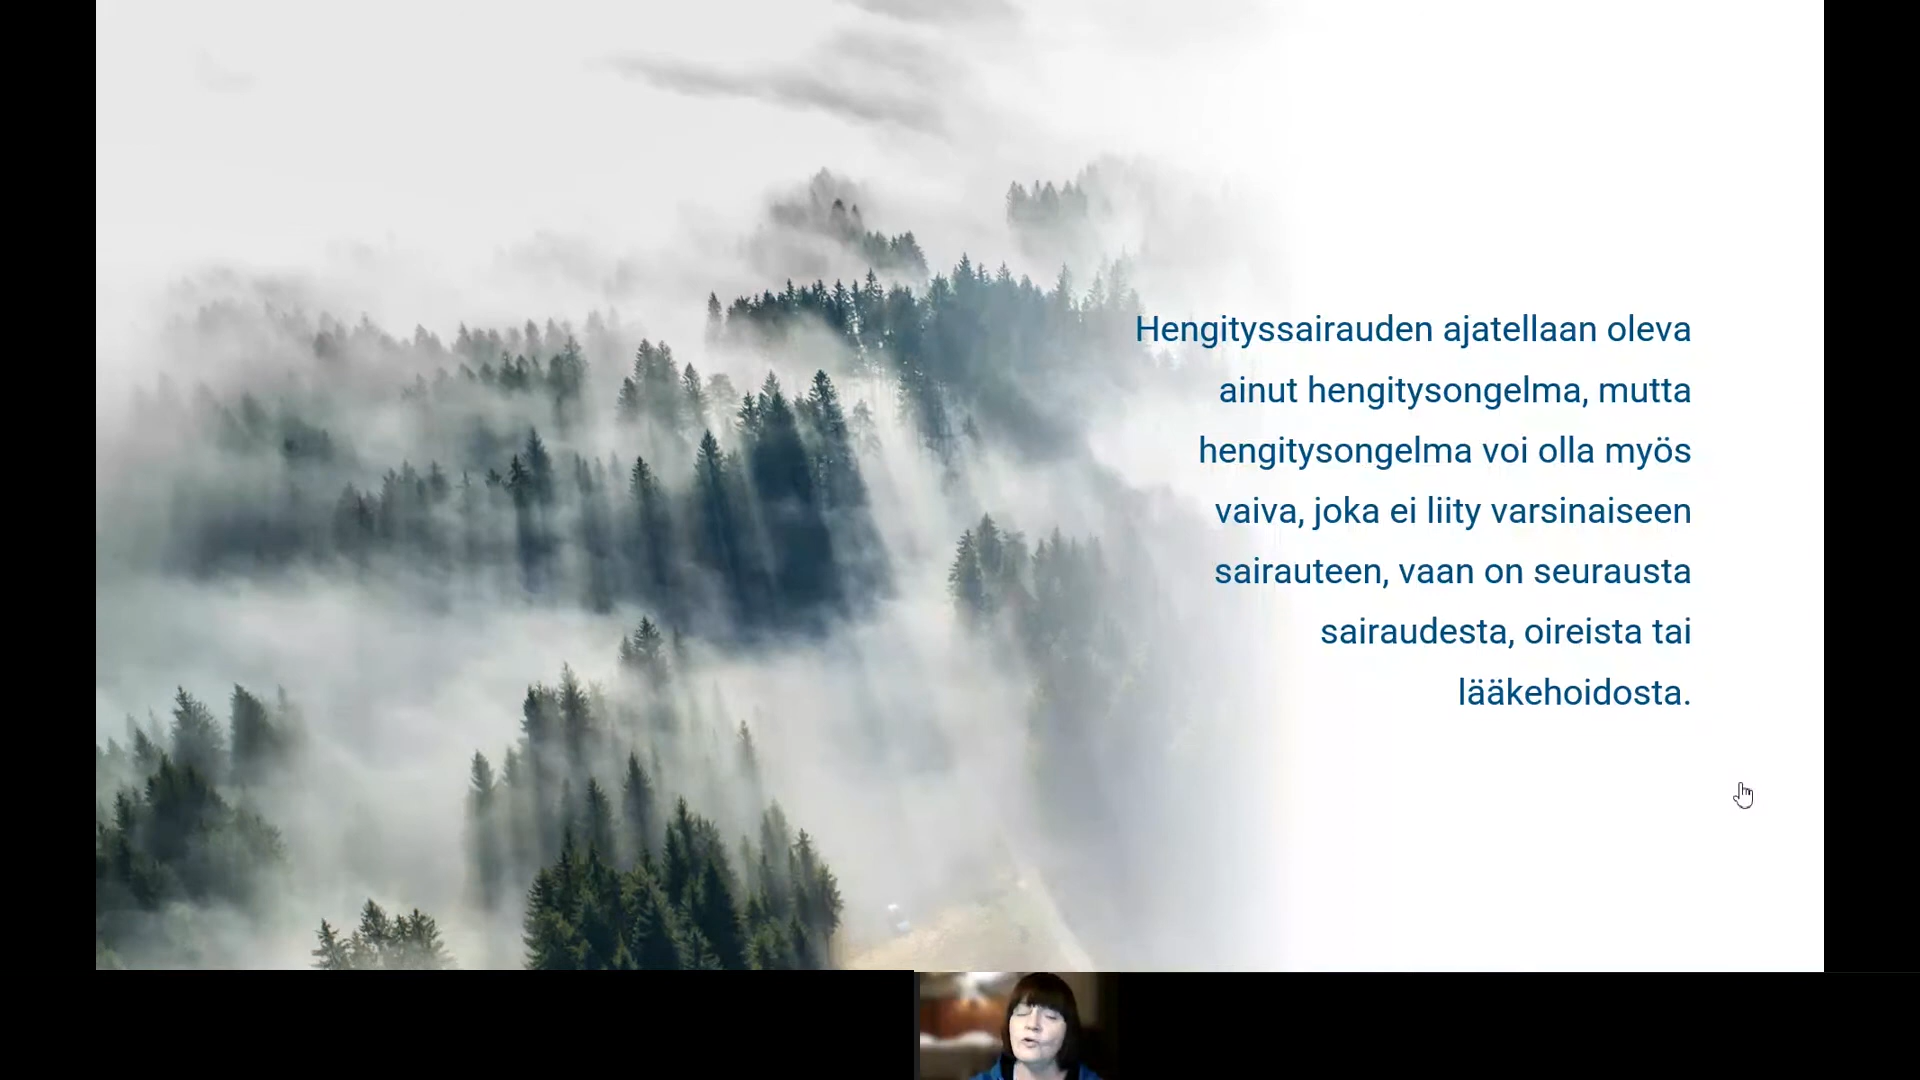 Hengityssairauden ajatellaan oleva
ainut hengitysongelma, mutta
hengitysongelma voi olla myös
vaiva, joka ei liity varsinaiseen
sairauteen, vaan on seurausta
sairaudesta, oireista tai
lääkehoidosta.